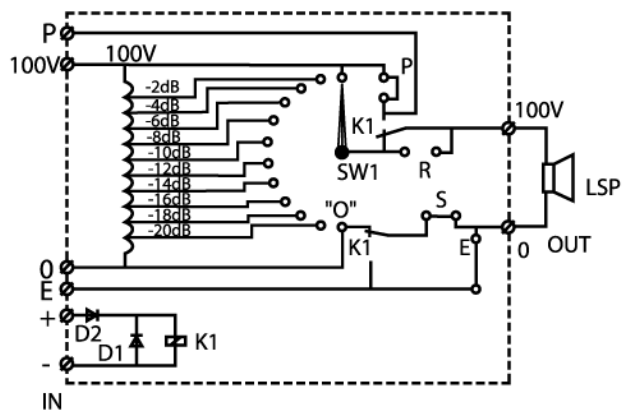 P
100V
100V
P
-2dB
-4dB
-6dB
-8dB
-10dB
-12dB
-14dB
-16dB
-18dB
-20dB
K1
100V
SW1
R
LSP
"O"
S
K1
E
0
OUT
0
E
+
D2
D1
K1
-
IN